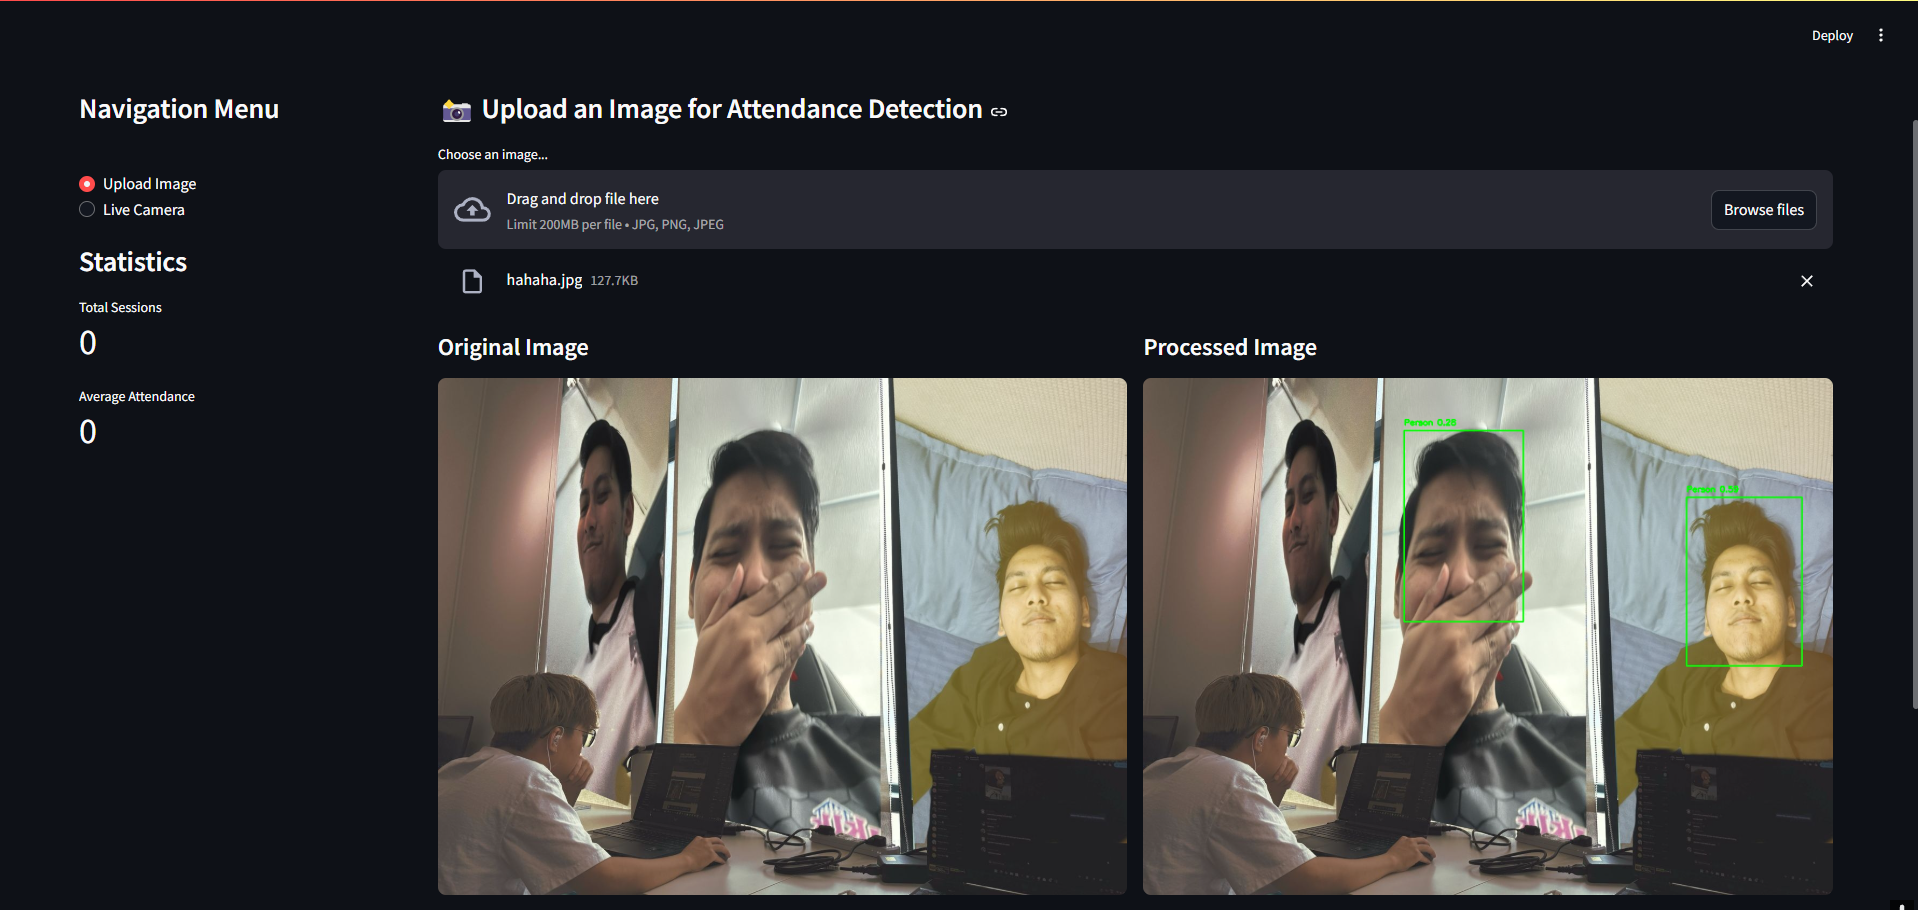 Deploy
Navigation Menu
Upload Image
Live Camera
Statistics
Total Sessions
0
Average Attendance
0
Upload an Image for Attendance Detection
Choose an image...
Drag and drop file here
Limit 200MB per file • JPG, PNG, JPEG
Browse files
hahaha.jpg 127.7KB
Original Image
Processed Image
Person 0.26
Person